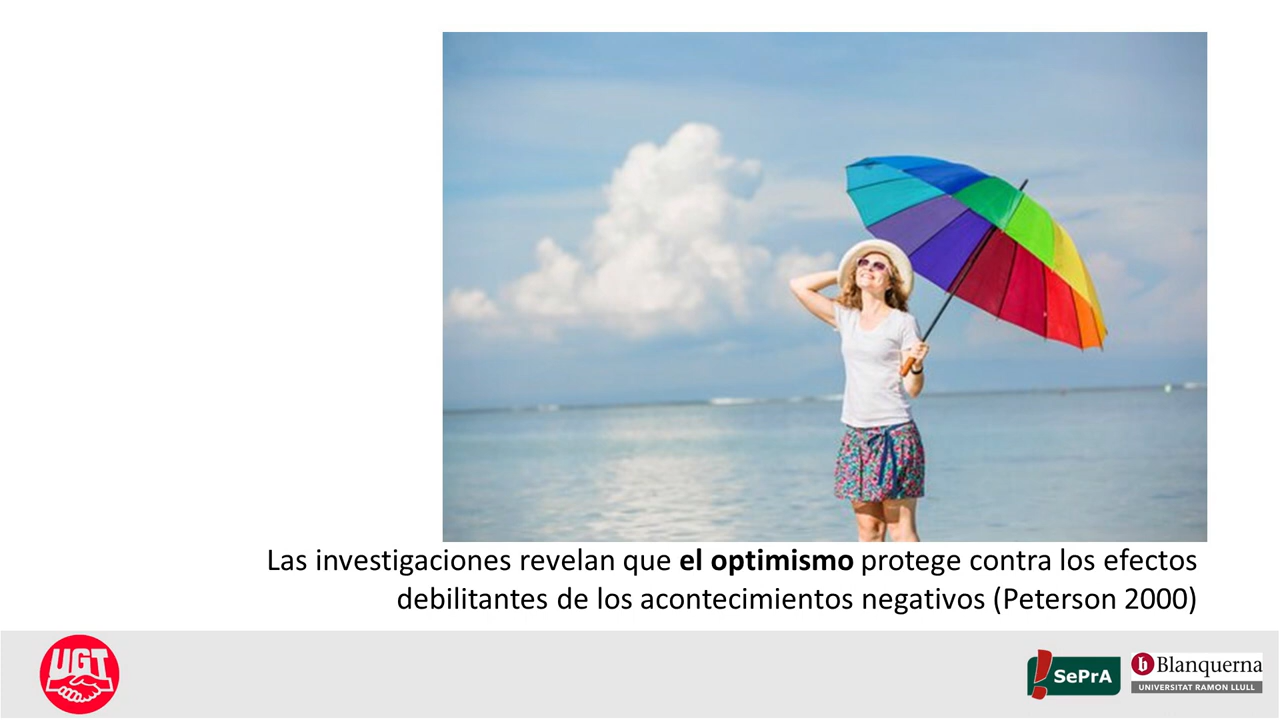 Las investigaciones revelan que el optimismo protege contra los efectos
debilitantes de los acontecimientos negativos (Peterson 2000)
UGT
SePrA
b Blanquerna
UNIVERSITAT RAMON LLULL